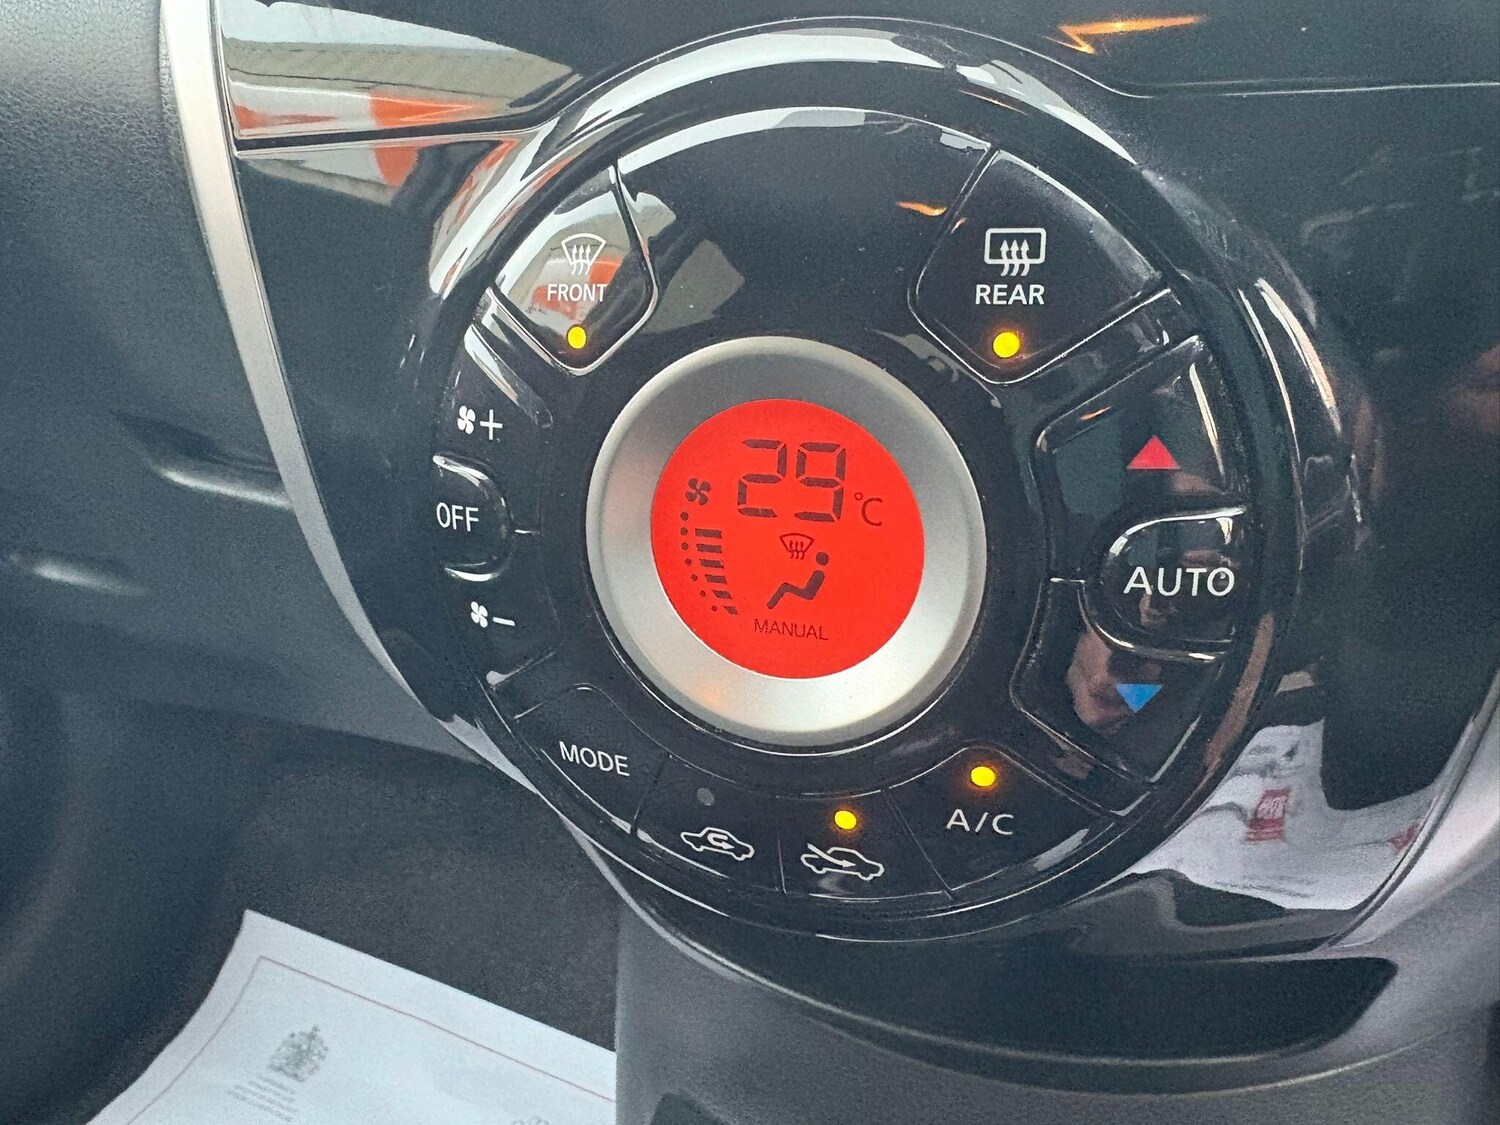 FRONT
REAR
+
OFF
−
29 °C
MANUAL
AUTO
MODE
A/C